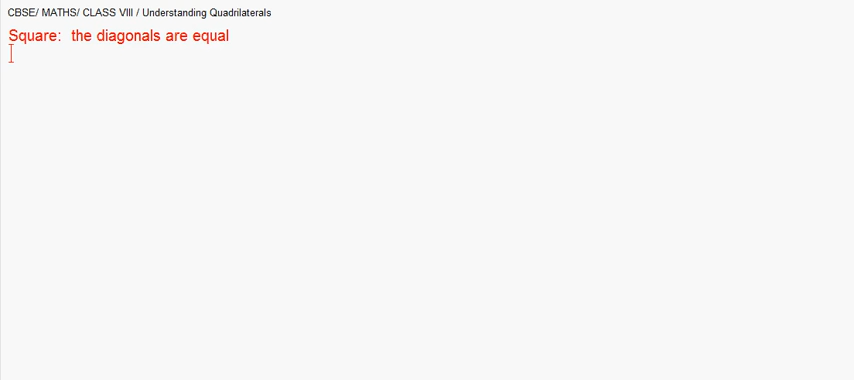 CBSE/ MATHS/ CLASS VIII / Understanding Quadrilaterals
Square: the diagonals are equal